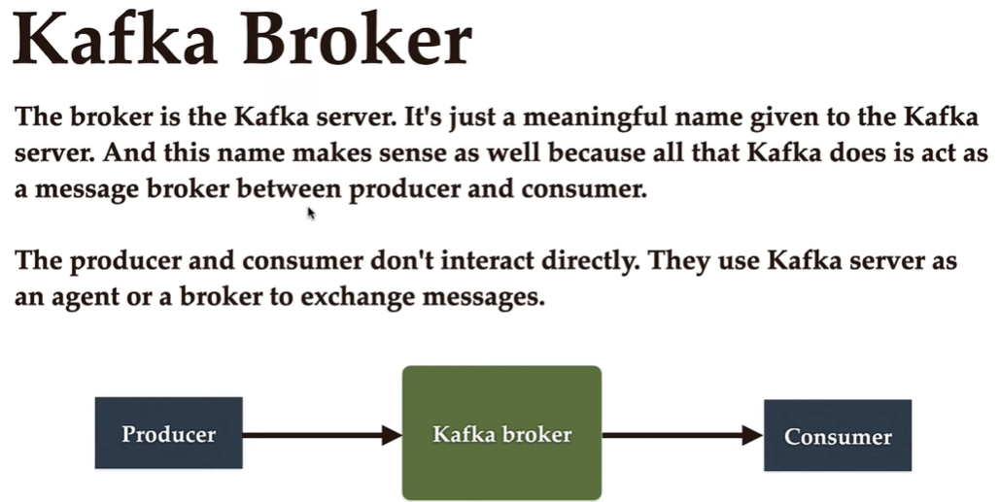 Kafka Broker
The broker is the Kafka server. It's just a meaningful name given to the Kafka
server. And this name makes sense as well because all that Kafka does is act as
a message broker between producer and consumer.
The producer and consumer don't interact directly. They use Kafka server as
an agent or a broker to exchange messages.
Producer
Kafka broker
Consumer